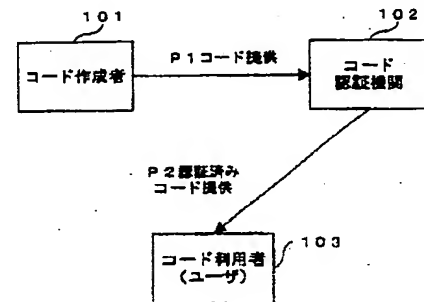 101
コード作成者
P1コード提供
102
コード
認証機関
P2認証済み
コード提供
コード利用者
(ユーザ)
103